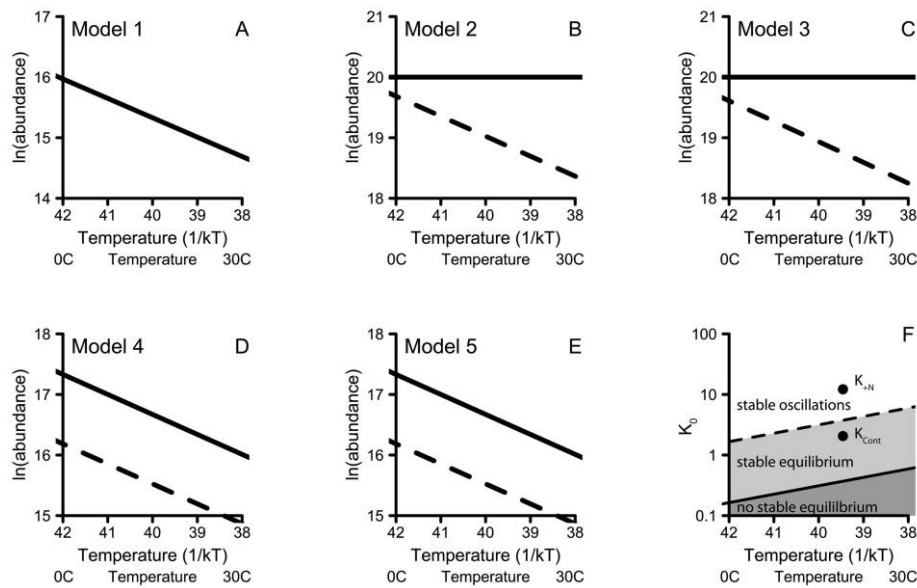 Model 1 A
17
16
15
14
ln(abundance)
42 41 40 39 38
Temperature (1/kT)
0C Temperature 30C
Model 2 B
21
20
19
18
ln(abundance)
42 41 40 39 38
Temperature (1/kT)
0C Temperature 30C
Model 3 C
21
20
19
18
ln(abundance)
42 41 40 39 38
Temperature (1/kT)
0C Temperature 30C
Model 4 D
18
17
16
15
ln(abundance)
42 41 40 39 38
Temperature (1/kT)
0C Temperature 30C
Model 5 E
18
17
16
15
ln(abundance)
42 41 40 39 38
Temperature (1/kT)
0C Temperature 30C
F
100
10
1
0.1
K0
K+N
stable oscillations
KCont
stable equilibrium
no stable equililbrium
42 41 40 39 38
Temperature (1/kT)
0C Temperature 30C